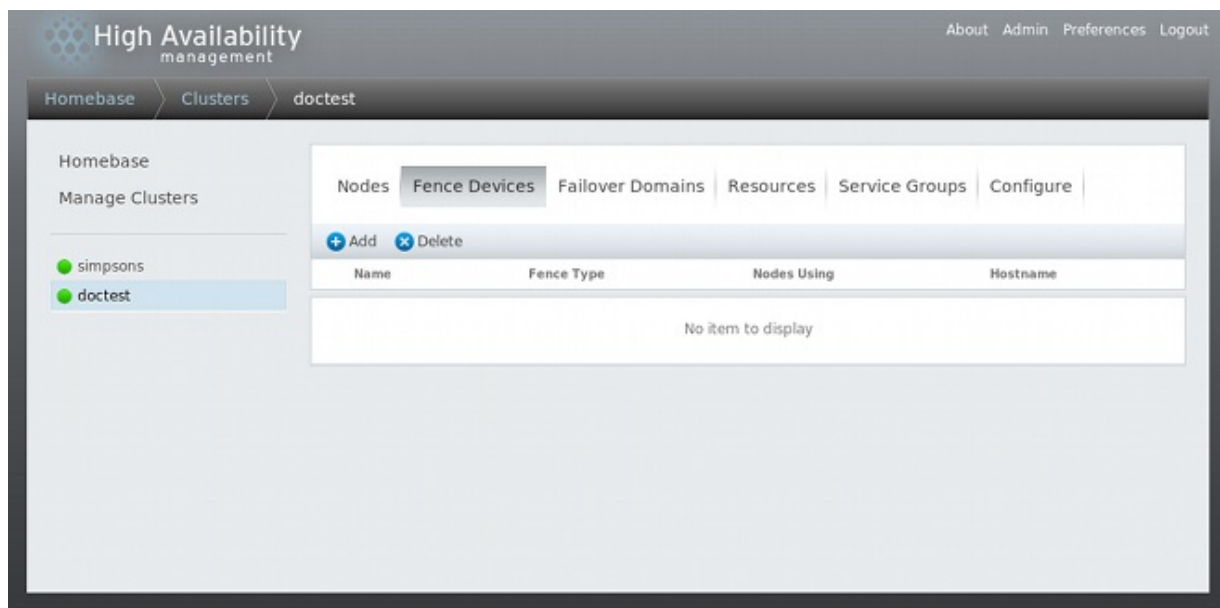 High Availability
management
About Admin Preferences Logout
Homebase Clusters doctest
Homebase
Manage Clusters
simpsons
doctest
Nodes Fence Devices Failover Domains Resources Service Groups Configure
Add Delete
Name Fence Type Nodes Using Hostname
No item to display